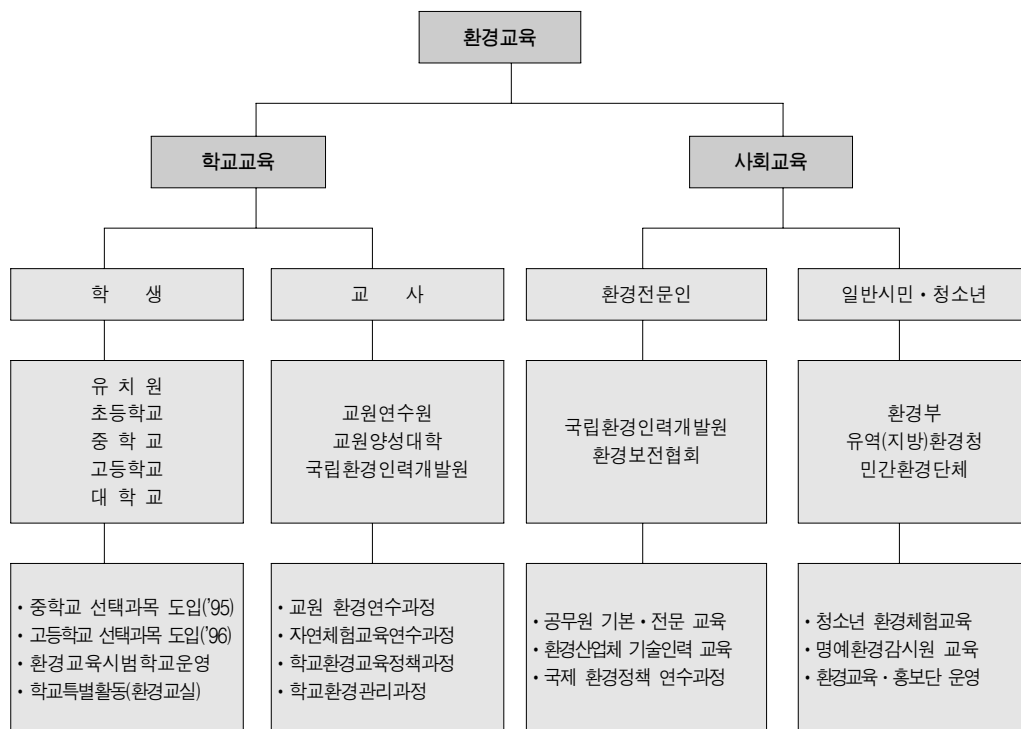 환경교육
학교교육
사회교육
학 생
교 사
환경전문인
일반시민・청소년
유 치 원
초등학교
중 학 교
고등학교
대 학 교
교원연수원
교원양성대학
국립환경인력개발원
국립환경인력개발원
환경보전협회
환경부
유역(지방)환경청
민간환경단체
・중학교 선택과목 도입('95)
・고등학교 선택과목 도입('96)
・환경교육시범학교운영
・학교특별활동(환경교실)
・교원 환경연수과정
・자연체험교육연수과정
・학교환경교육정책과정
・학교환경관리과정
・공무원 기본・전문 교육
・환경산업체 기술인력 교육
・국제 환경정책 연수과정
・청소년 환경체험교육
・명예환경감시원 교육
・환경교육・홍보단 운영